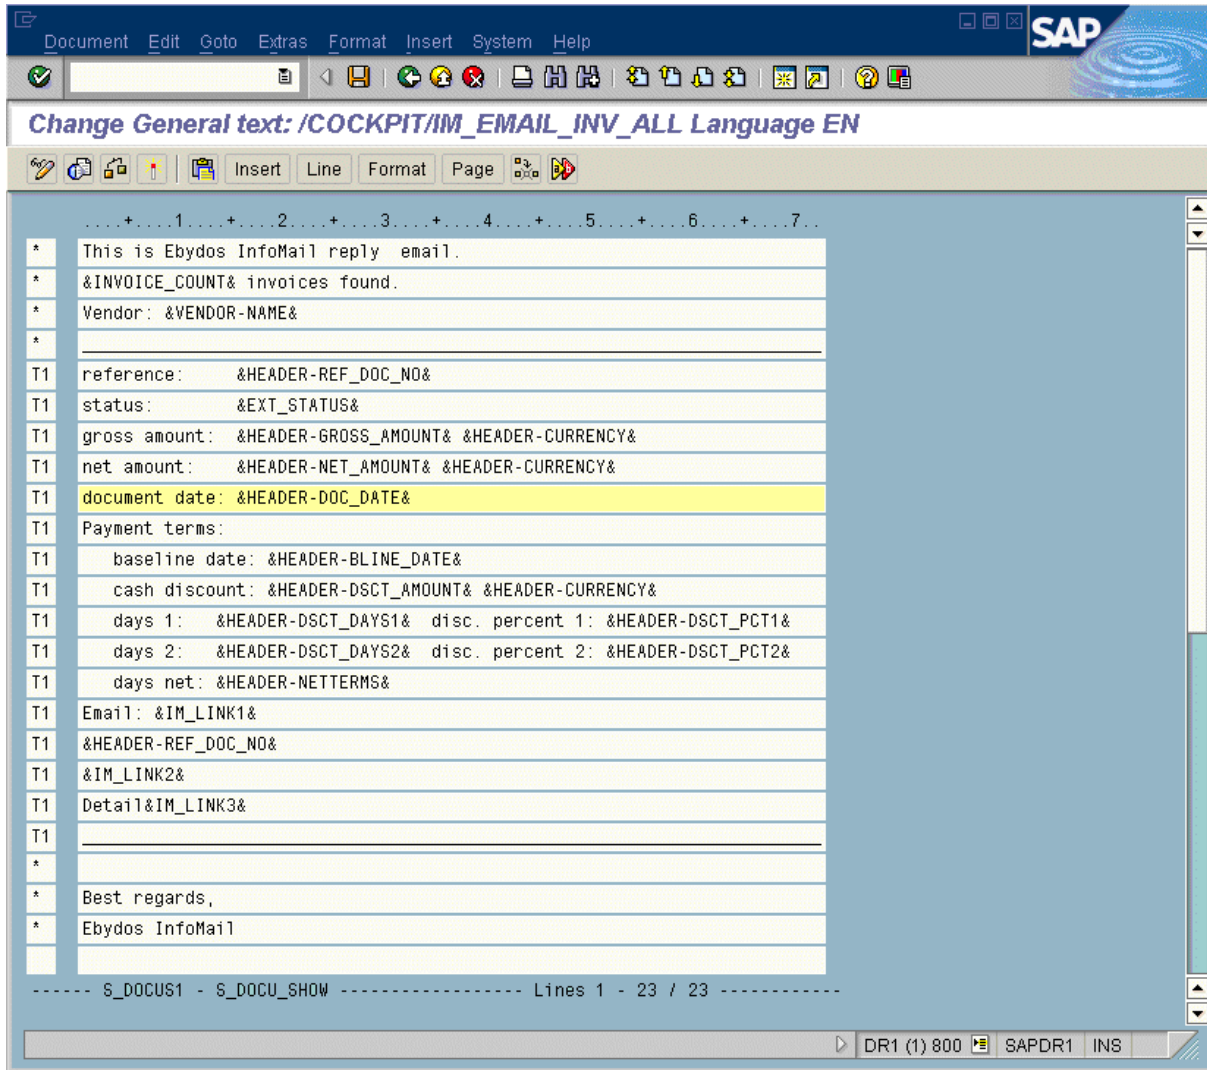 Document Edit Goto Extras Format Insert System Help
SAP
Change General text: /COCKPIT/IM_EMAIL_INV_ALL Language EN
Insert Line Format Page
....+....1....+....2....+....3....+....4....+....5....+....6....+....7..
* This is Ebydos InfoMail reply  email.
* &INVOICE_COUNT& invoices found.
* Vendor: &VENDOR-NAME&
* ________________________________________________________________________
T1 reference:     &HEADER-REF_DOC_NO&
T1 status:        &EXT_STATUS&
T1 gross amount:  &HEADER-GROSS_AMOUNT& &HEADER-CURRENCY&
T1 net amount:    &HEADER-NET_AMOUNT& &HEADER-CURRENCY&
T1 document date: &HEADER-DOC_DATE&
T1 Payment terms:
T1    baseline date: &HEADER-BLINE_DATE&
T1    cash discount: &HEADER-DSCT_AMOUNT& &HEADER-CURRENCY&
T1    days 1:   &HEADER-DSCT_DAYS1&  disc. percent 1: &HEADER-DSCT_PCT1&
T1    days 2:   &HEADER-DSCT_DAYS2&  disc. percent 2: &HEADER-DSCT_PCT2&
T1    days net: &HEADER-NETTERMS&
T1 Email: &IM_LINK1&
T1 &HEADER-REF_DOC_NO&
T1 &IM_LINK2&
T1 Detail&IM_LINK3&
T1 ________________________________________________________________________
*
* Best regards,
* Ebydos InfoMail
------ S_DOCUS1 - S_DOCU_SHOW ------------------ Lines 1 - 23 / 23 ------------
DR1 (1) 800 SAPDR1 INS